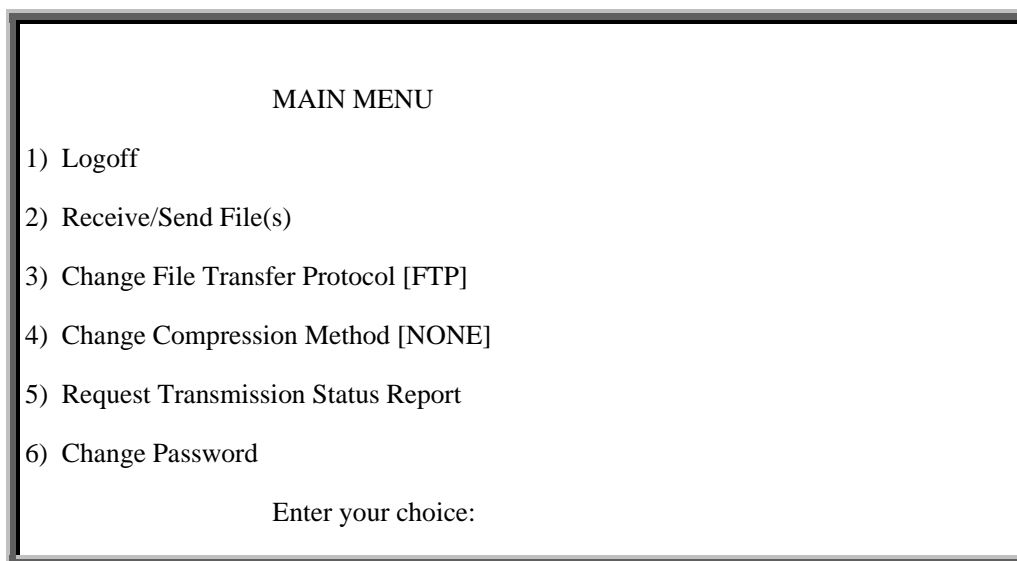 MAIN MENU
1) Logoff
2) Receive/Send File(s)
3) Change File Transfer Protocol [FTP]
4) Change Compression Method [NONE]
5) Request Transmission Status Report
6) Change Password
Enter your choice: